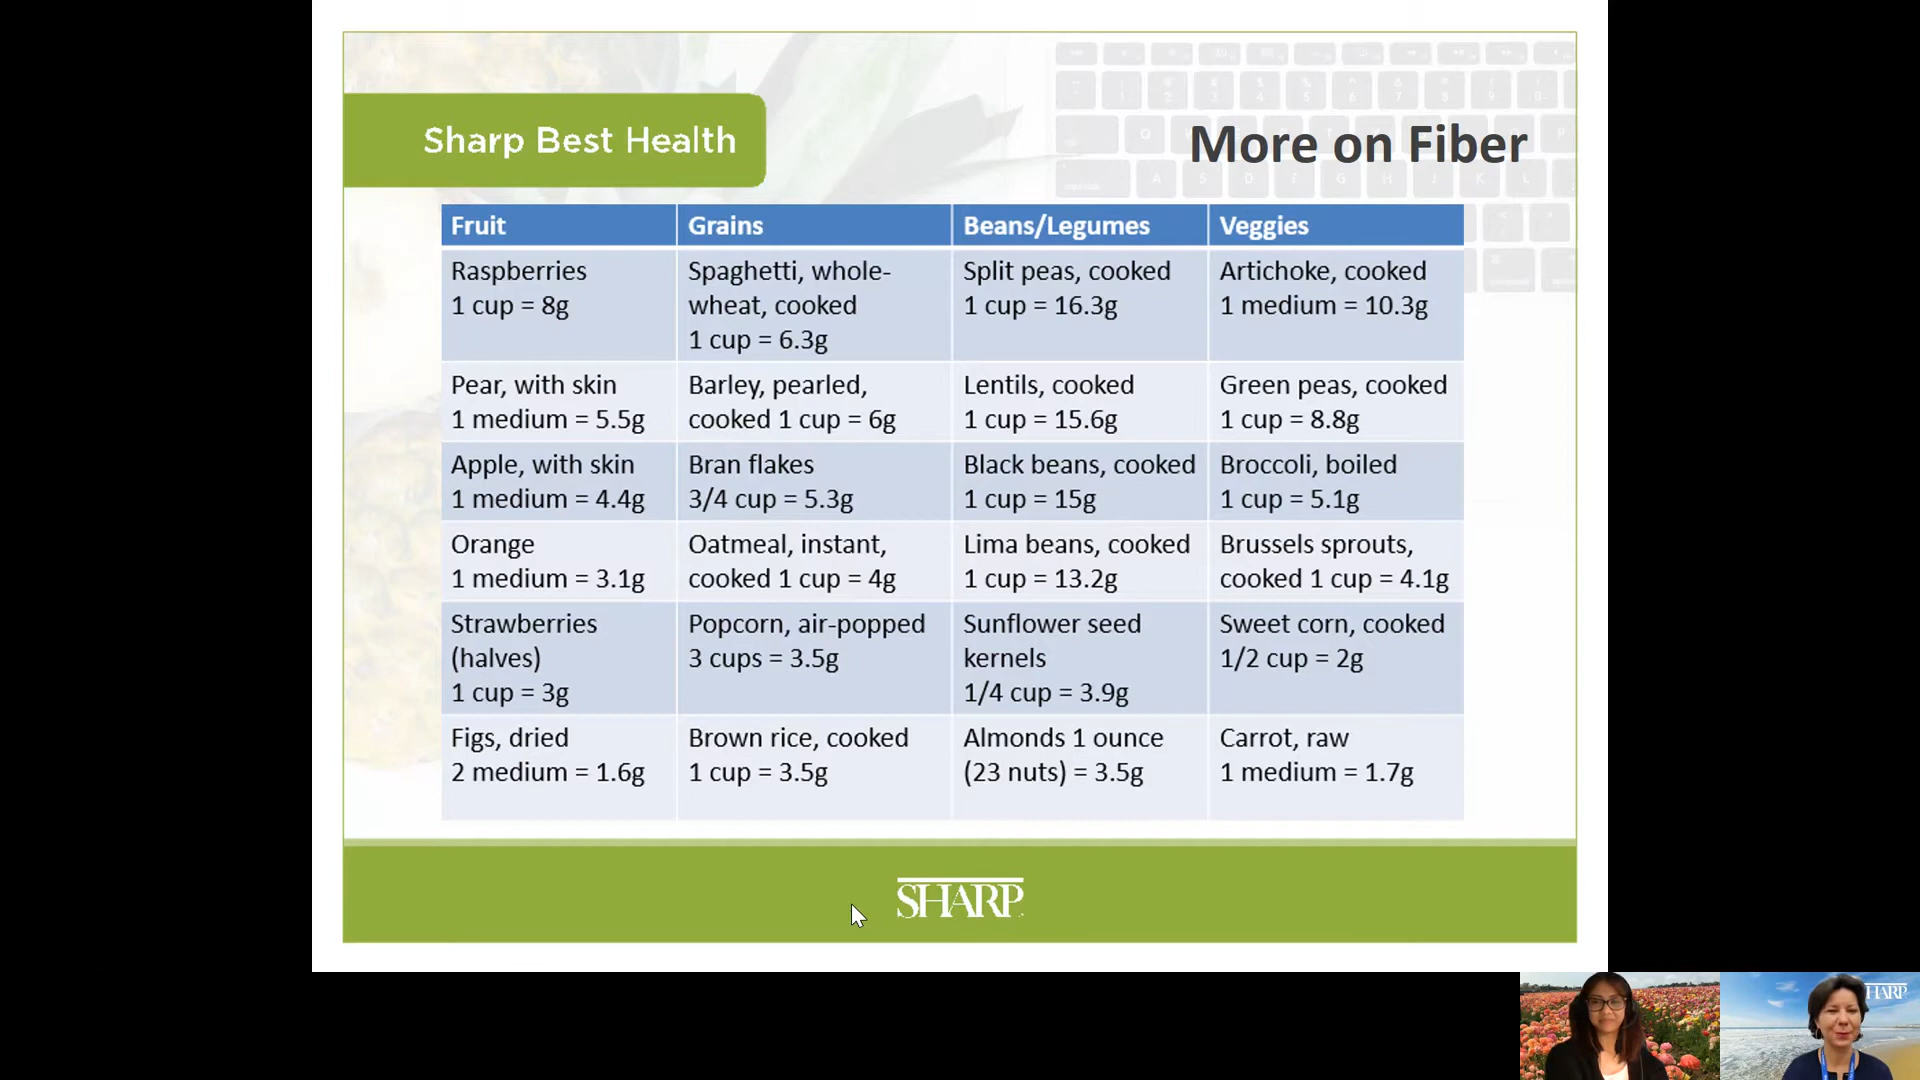 Sharp Best Health
More on Fiber
Fruit
Grains
Beans/Legumes
Veggies
Raspberries
1 cup = 8g
Spaghetti, whole-
wheat, cooked
1 cup = 6.3g
Split peas, cooked
1 cup = 16.3g
Artichoke, cooked
1 medium = 10.3g
Pear, with skin
1 medium = 5.5g
Barley, pearled,
cooked 1 cup = 6g
Lentils, cooked
1 cup = 15.6g
Green peas, cooked
1 cup = 8.8g
Apple, with skin
1 medium = 4.4g
Bran flakes
3/4 cup = 5.3g
Black beans, cooked
1 cup = 15g
Broccoli, boiled
1 cup = 5.1g
Orange
1 medium = 3.1g
Oatmeal, instant,
cooked 1 cup = 4g
Lima beans, cooked
1 cup = 13.2g
Brussels sprouts,
cooked 1 cup = 4.1g
Strawberries
(halves)
1 cup = 3g
Popcorn, air-popped
3 cups = 3.5g
Sunflower seed
kernels
1/4 cup = 3.9g
Sweet corn, cooked
1/2 cup = 2g
Figs, dried
2 medium = 1.6g
Brown rice, cooked
1 cup = 3.5g
Almonds 1 ounce
(23 nuts) = 3.5g
Carrot, raw
1 medium = 1.7g
SHARP